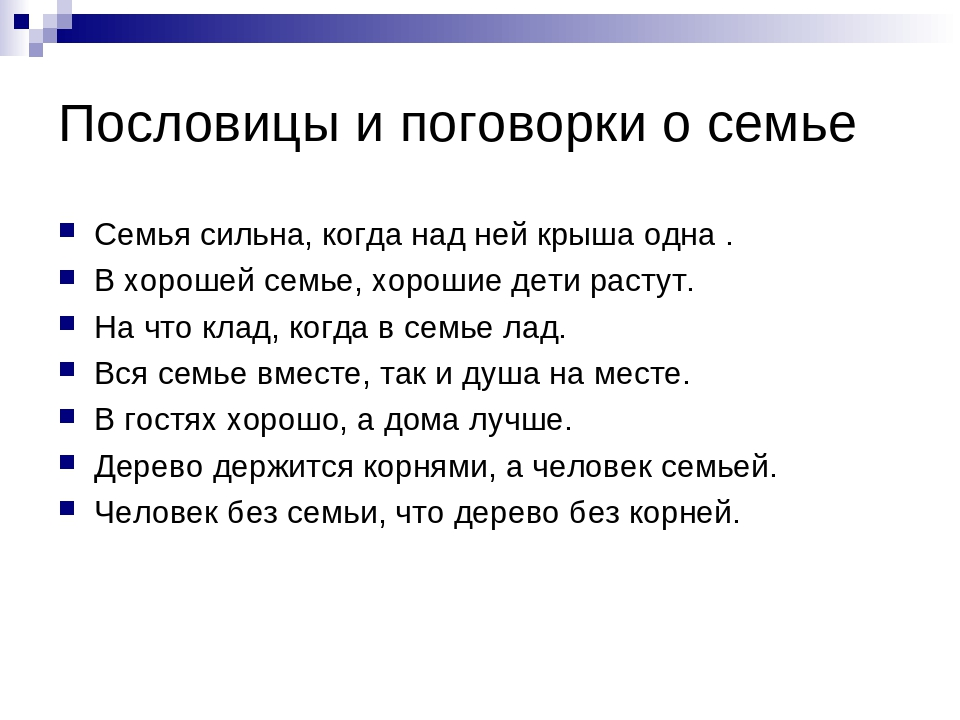 Пословицы и поговорки о семье
Семья сильна, когда над ней крыша одна .
В хорошей семье, хорошие дети растут.
На что клад, когда в семье лад.
Вся семье вместе, так и душа на месте.
В гостях хорошо, а дома лучше.
Дерево держится корнями, а человек семьей.
Человек без семьи, что дерево без корней.